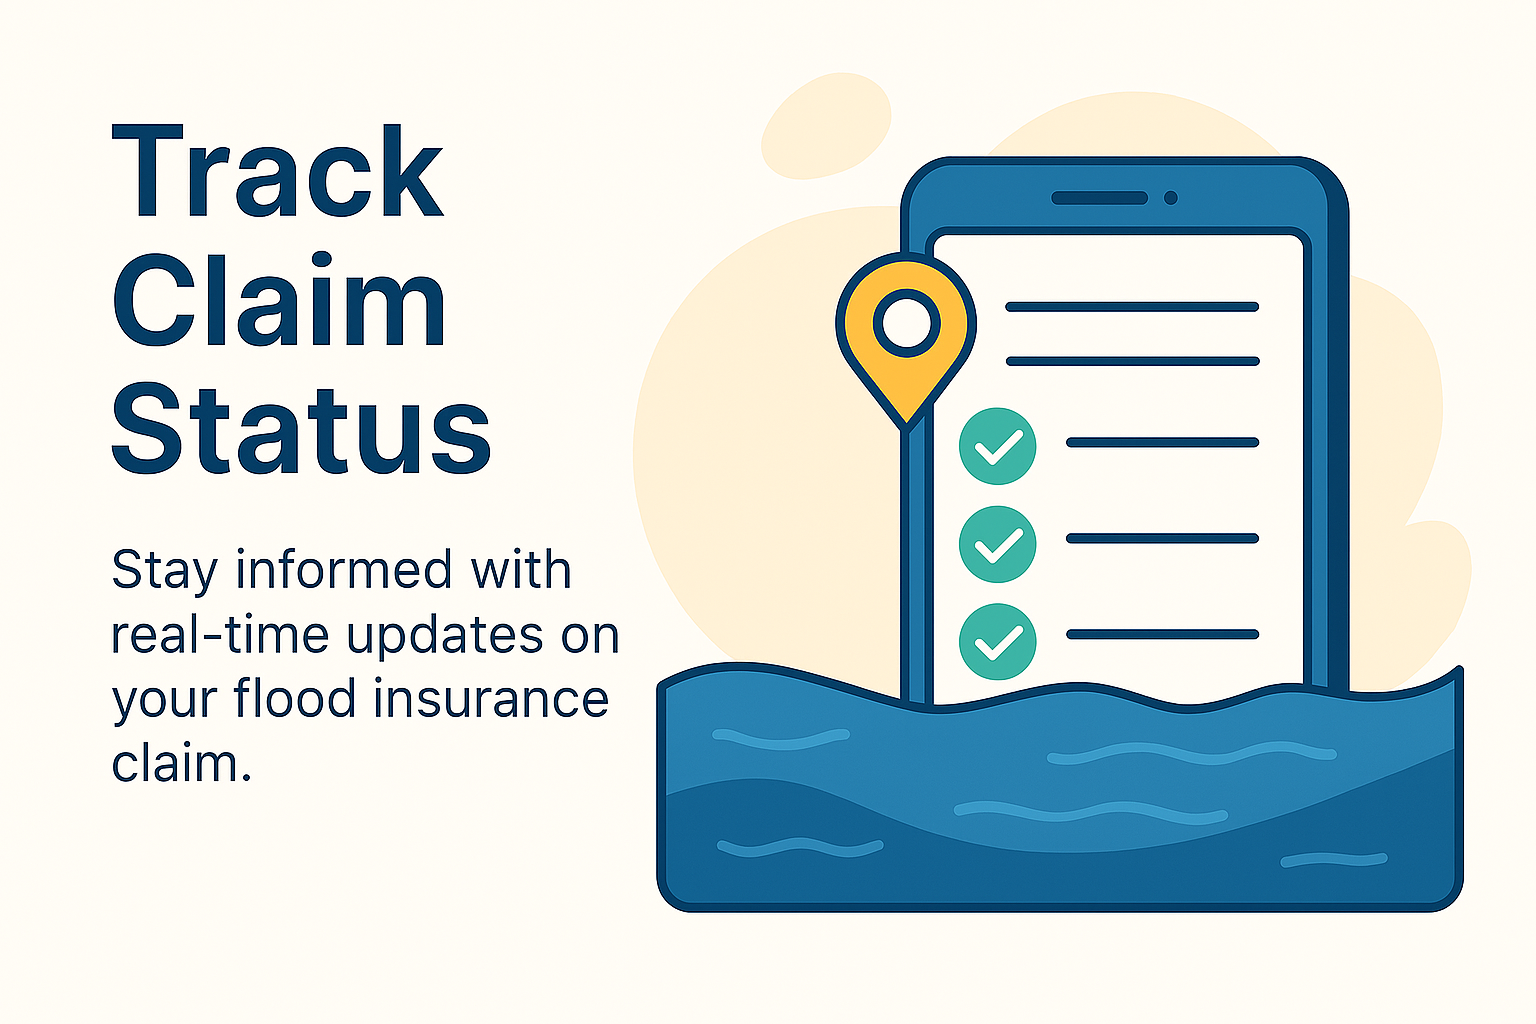 Track
Claim
Status
Stay informed with
real-time updates on
your flood insurance
claim.